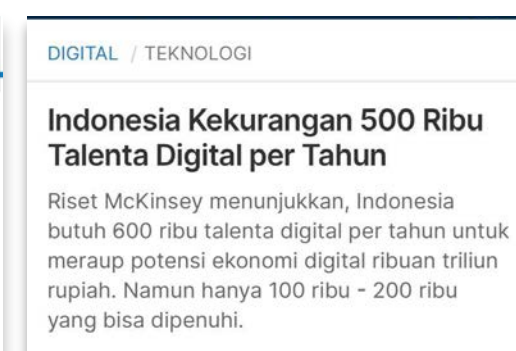 DIGITAL / TEKNOLOGI
Indonesia Kekurangan 500 Ribu
Talenta Digital per Tahun
Riset McKinsey menunjukkan, Indonesia
butuh 600 ribu talenta digital per tahun untuk
meraup potensi ekonomi digital ribuan triliun
rupiah. Namun hanya 100 ribu - 200 ribu
yang bisa dipenuhi.